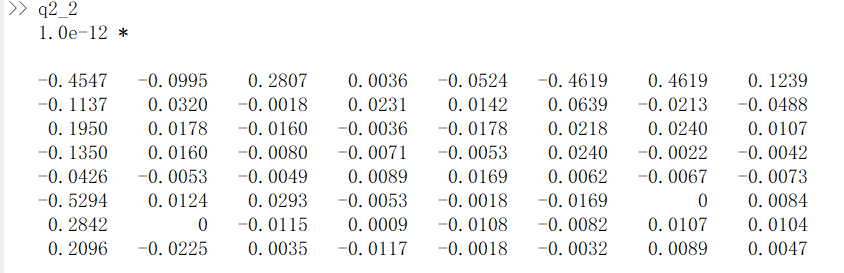 >> q2_2
1.0e-12 *
-0.4547 -0.0995 0.2807 0.0036 -0.0524 -0.4619 0.4619 0.1239
-0.1137 0.0320 -0.0018 0.0231 0.0142 0.0639 -0.0213 -0.0488
0.1950 0.0178 -0.0160 -0.0036 -0.0178 0.0218 0.0240 0.0107
-0.1350 0.0160 -0.0080 -0.0071 -0.0053 0.0240 -0.0022 -0.0042
-0.0426 -0.0053 -0.0049 0.0089 0.0169 0.0062 -0.0067 -0.0073
-0.5294 0.0124 0.0293 -0.0053 -0.0018 -0.0169 0 0.0084
0.2842 0 -0.0115 0.0009 -0.0108 -0.0082 0.0107 0.0104
0.2096 -0.0225 0.0035 -0.0117 -0.0018 -0.0032 0.0089 0.0047